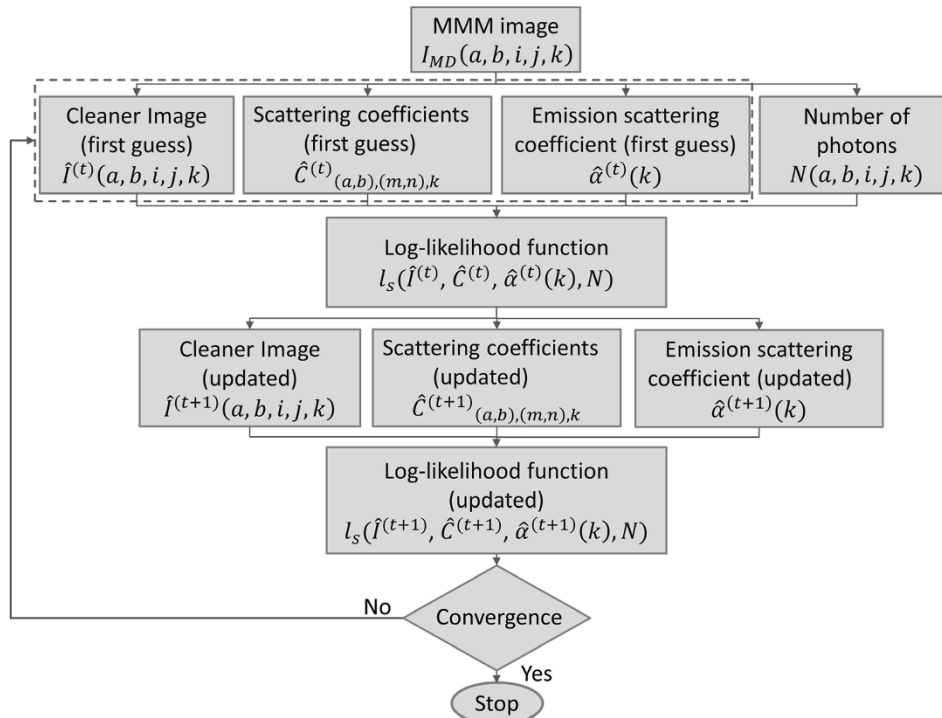 MMM image
I_{MD}(a, b, i, j, k)
Cleaner Image
(first guess)
Î^{(t)}(a, b, i, j, k)
Scattering coefficients
(first guess)
Ĉ^{(t)}_{(a,b),(m,n),k}
Emission scattering
coefficient (first guess)
α̂^{(t)}(k)
Number of
photons
N(a, b, i, j, k)
Log-likelihood function
l_s(Î^{(t)}, Ĉ^{(t)}, α̂^{(t)}(k), N)
Cleaner Image
(updated)
Î^{(t+1)}(a, b, i, j, k)
Scattering coefficients
(updated)
Ĉ^{(t+1)}_{(a,b),(m,n),k}
Emission scattering
coefficient (updated)
α̂^{(t+1)}(k)
Log-likelihood function
(updated)
l_s(Î^{(t+1)}, Ĉ^{(t+1)}, α̂^{(t+1)}(k), N)
No
Convergence
Yes
Stop